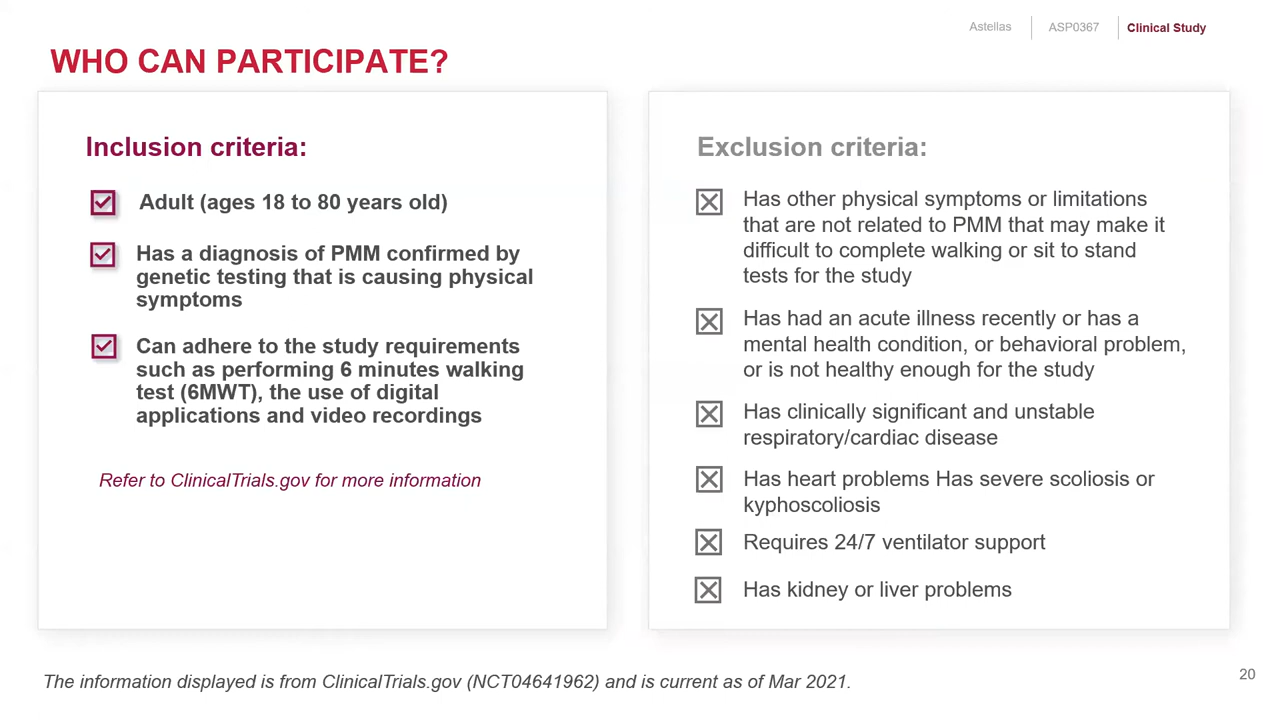 Astellas ASP0367 Clinical Study
WHO CAN PARTICIPATE?
Inclusion criteria:
Adult (ages 18 to 80 years old)
Has a diagnosis of PMM confirmed by
genetic testing that is causing physical
symptoms
Can adhere to the study requirements
such as performing 6 minutes walking
test (6MWT), the use of digital
applications and video recordings
Refer to ClinicalTrials.gov for more information
Exclusion criteria:
Has other physical symptoms or limitations
that are not related to PMM that may make it
difficult to complete walking or sit to stand
tests for the study
Has had an acute illness recently or has a
mental health condition, or behavioral problem,
or is not healthy enough for the study
Has clinically significant and unstable
respiratory/cardiac disease
Has heart problems Has severe scoliosis or
kyphoscoliosis
Requires 24/7 ventilator support
Has kidney or liver problems
The information displayed is from ClinicalTrials.gov (NCT04641962) and is current as of Mar 2021.
20